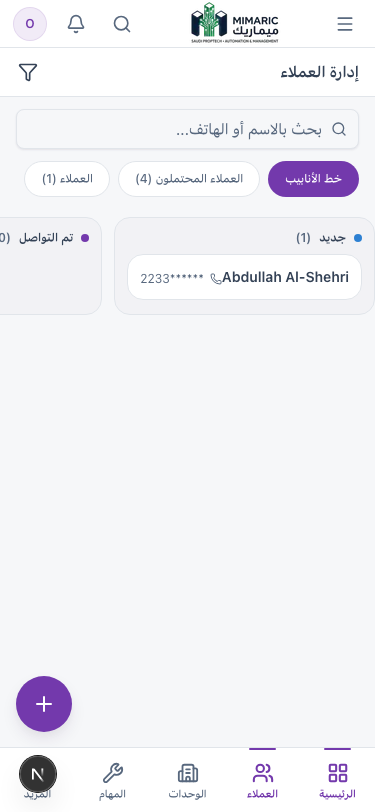 O
MIMARIC
ميماريك
SAUDI PROPTECH • AUTOMATION & MANAGEMENT
إدارة العملاء
بحث بالاسم أو الهاتف...
خط الأنابيب
العملاء المحتملون (4)
العملاء (1)
جديد (1)
Abdullah Al-Shehri
2233******
تم التواصل
الرئيسية
العملاء
الوحدات
المهام
المزيد
N